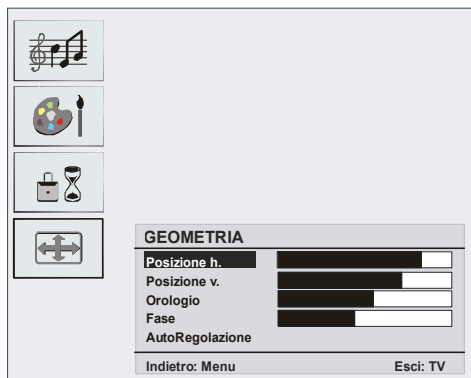 GEOMETRIA
Posizione h.
Posizione v.
Orologio
Fase
AutoRegolazione
Indietro: Menu Esci: TV